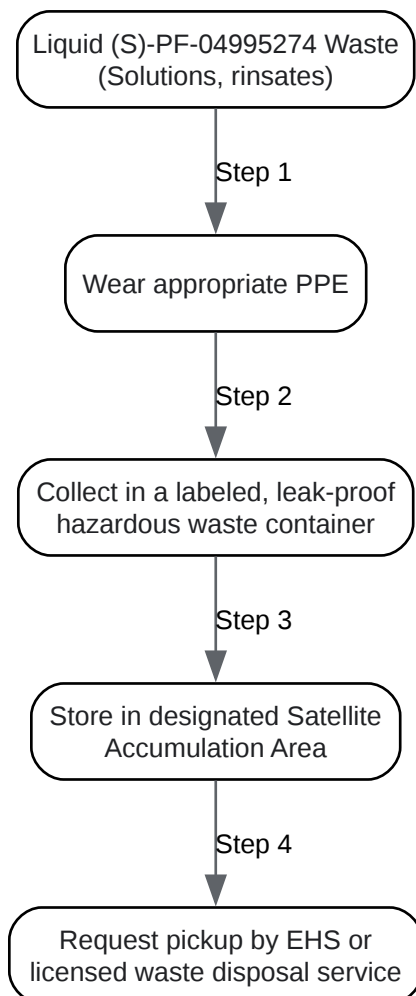 Liquid (S)-PF-04995274 Waste
(Solutions, rinsates)
Step 1
Wear appropriate PPE
Step 2
Collect in a labeled, leak-proof
hazardous waste container
Step 3
Store in designated Satellite
Accumulation Area
Step 4
Request pickup by EHS or
licensed waste disposal service